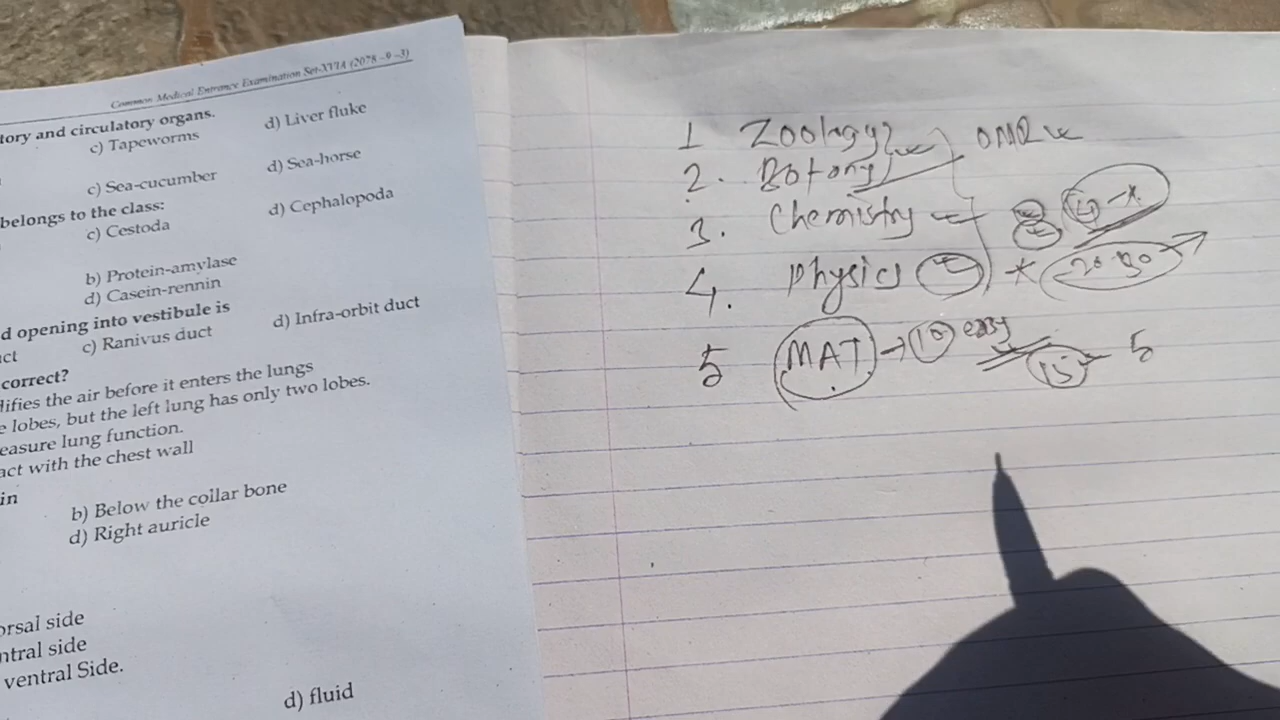 Common Medical Entrance Examination Set-XVIA (2078 -9 -3)
tory and circulatory organs.
c) Tapeworms d) Liver fluke
c) Sea-cucumber d) Sea-horse
belongs to the class:
c) Cestoda d) Cephalopoda
b) Protein-amylase
d) Casein-rennin
d opening into vestibule is
ct c) Ranivus duct d) Infra-orbit duct
correct?
difies the air before it enters the lungs
e lobes, but the left lung has only two lobes.
easure lung function.
act with the chest wall
in
b) Below the collar bone
d) Right auricle
orsal side
ntral side
ventral Side.
d) fluid
1 Zoology OMR
2. Botony
3. Chemistry
4. Physics
5 MAT → 10 easy 15 5